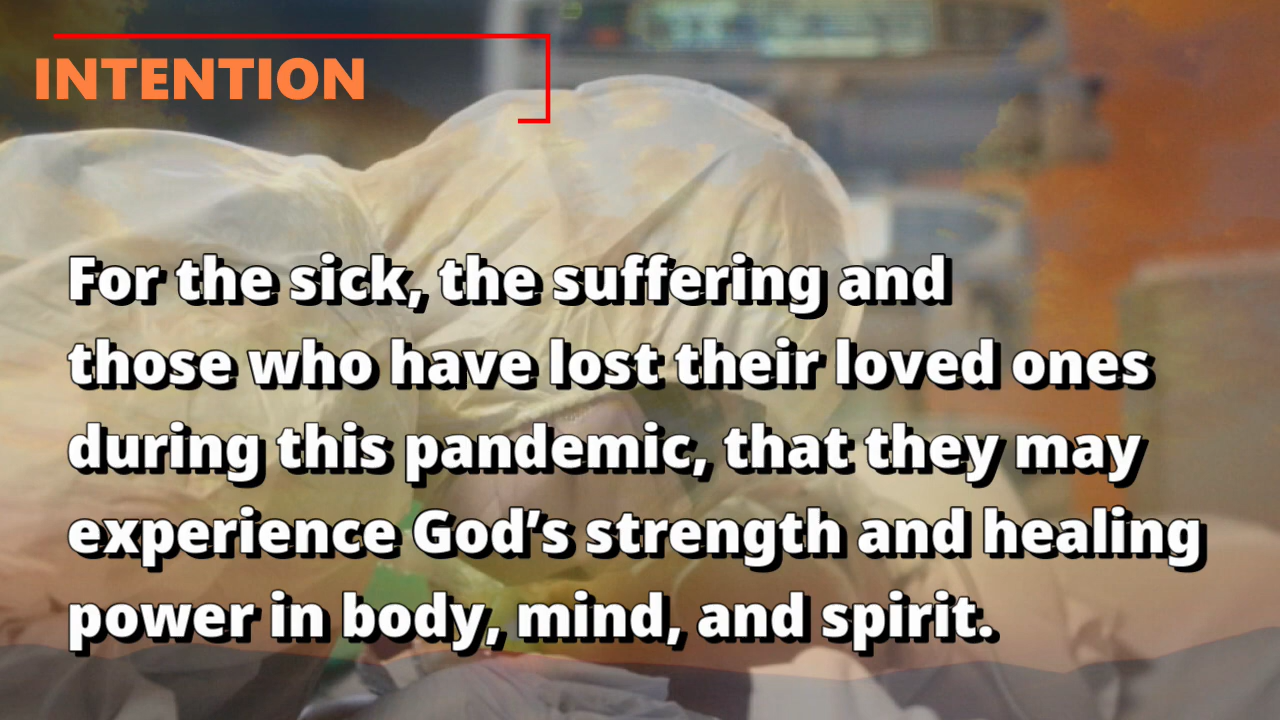 INTENTION
For the sick, the suffering and
those who have lost their loved ones
during this pandemic, that they may
experience God’s strength and healing
power in body, mind, and spirit.